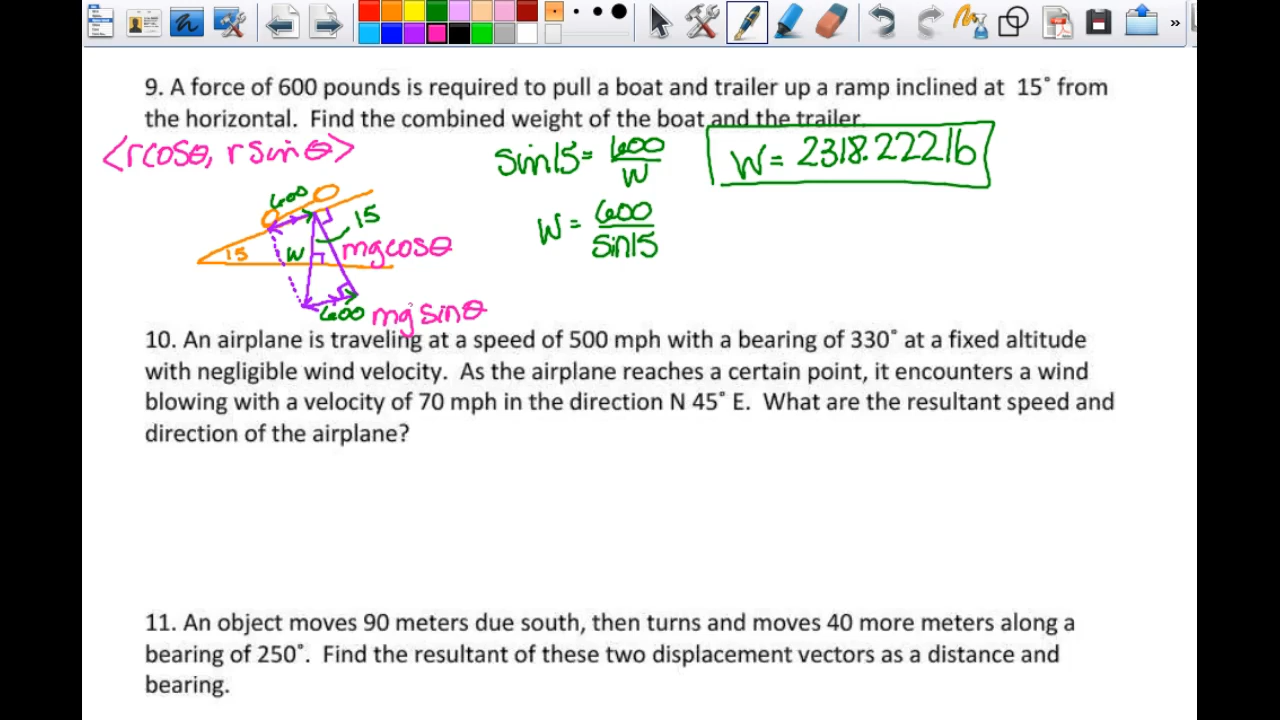 »
9. A force of 600 pounds is required to pull a boat and trailer up a ramp inclined at 15˚ from
the horizontal. Find the combined weight of the boat and the trailer.
<rcosθ, rsinθ>
sin15 = 600/W
W = 2318.222 lb
W = 600/sin15
600
15
15
W
mgcosθ
600
mgsinθ
10. An airplane is traveling at a speed of 500 mph with a bearing of 330˚ at a fixed altitude
with negligible wind velocity. As the airplane reaches a certain point, it encounters a wind
blowing with a velocity of 70 mph in the direction N 45˚ E. What are the resultant speed and
direction of the airplane?
11. An object moves 90 meters due south, then turns and moves 40 more meters along a
bearing of 250˚. Find the resultant of these two displacement vectors as a distance and
bearing.